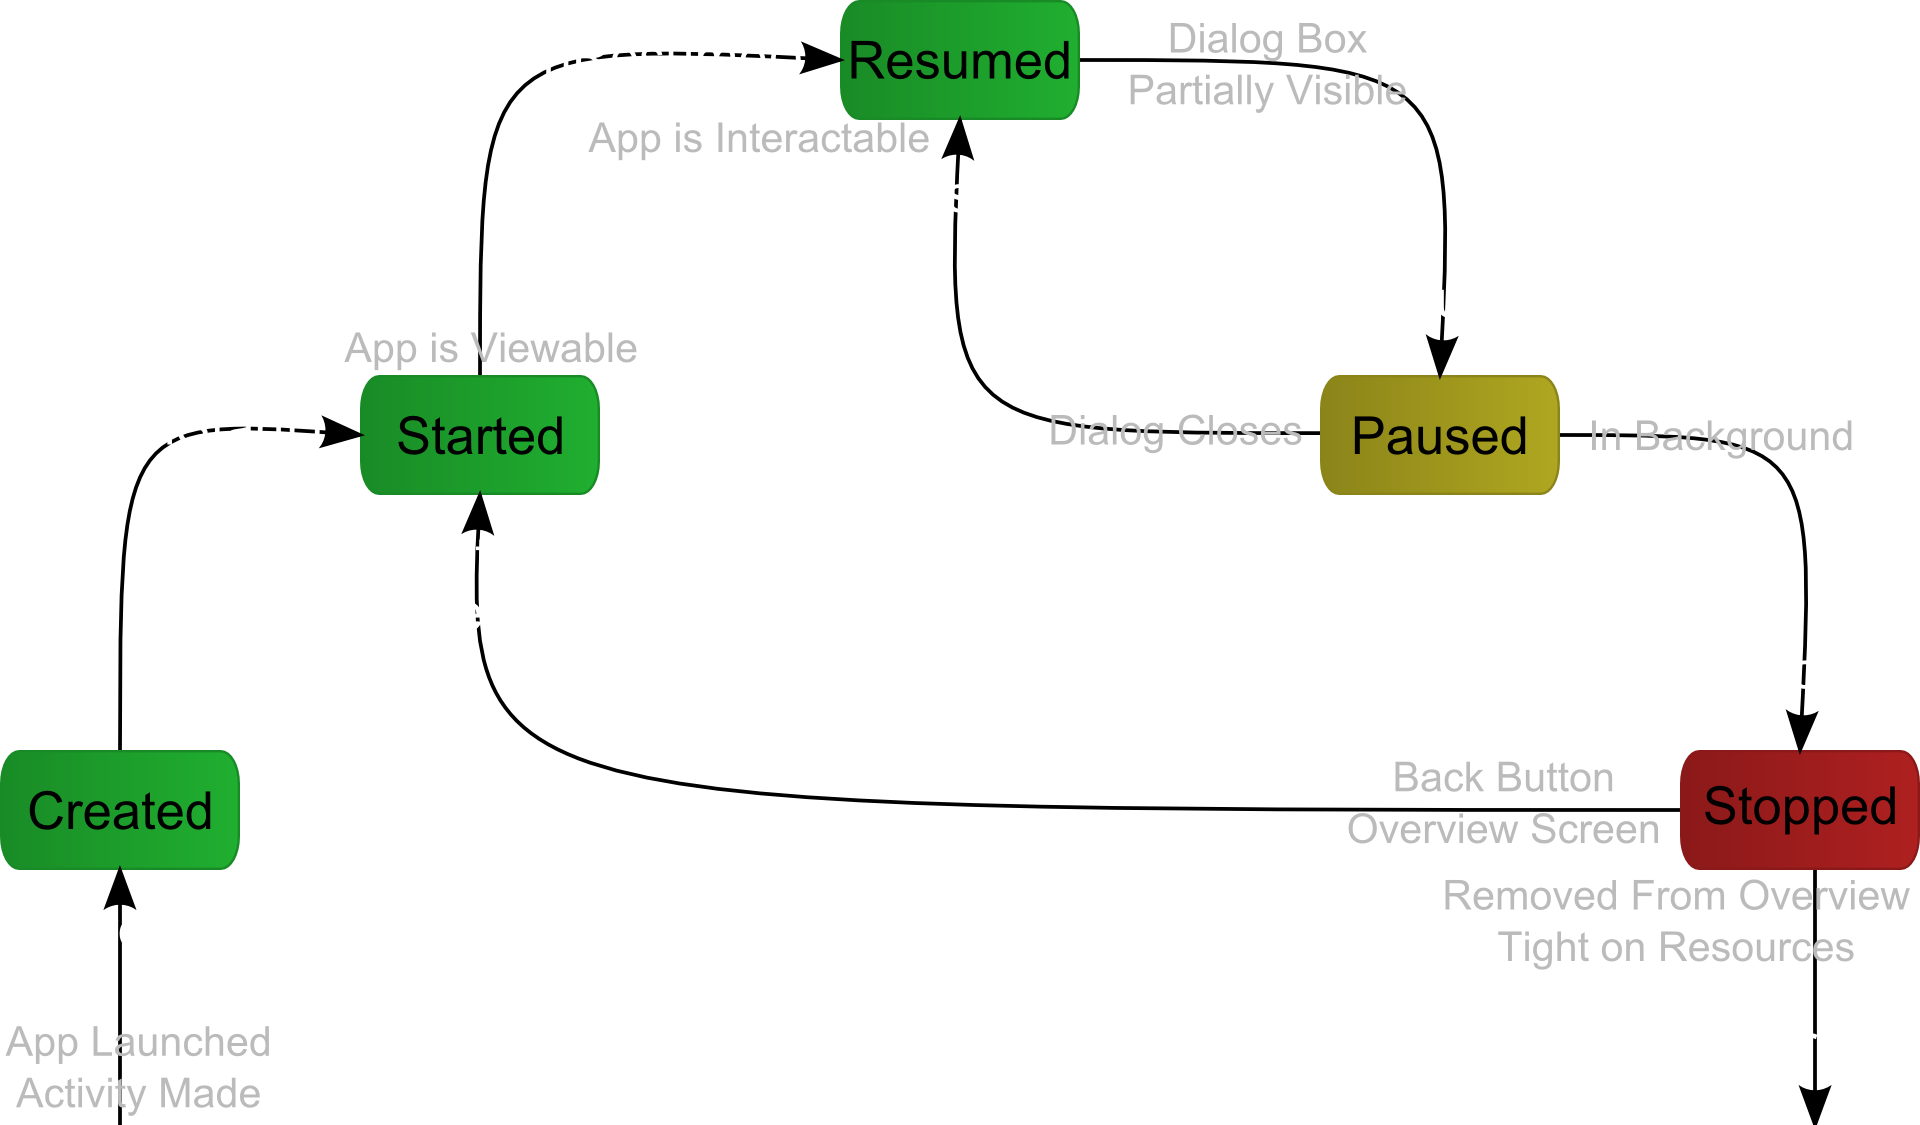 Resumed
Dialog Box
Partially Visible
App is Interactable
App is Viewable
Started
Dialog Closes
Paused
In Background
Created
Back Button
Overview Screen
Stopped
Removed From Overview
Tight on Resources
App Launched
Activity Made